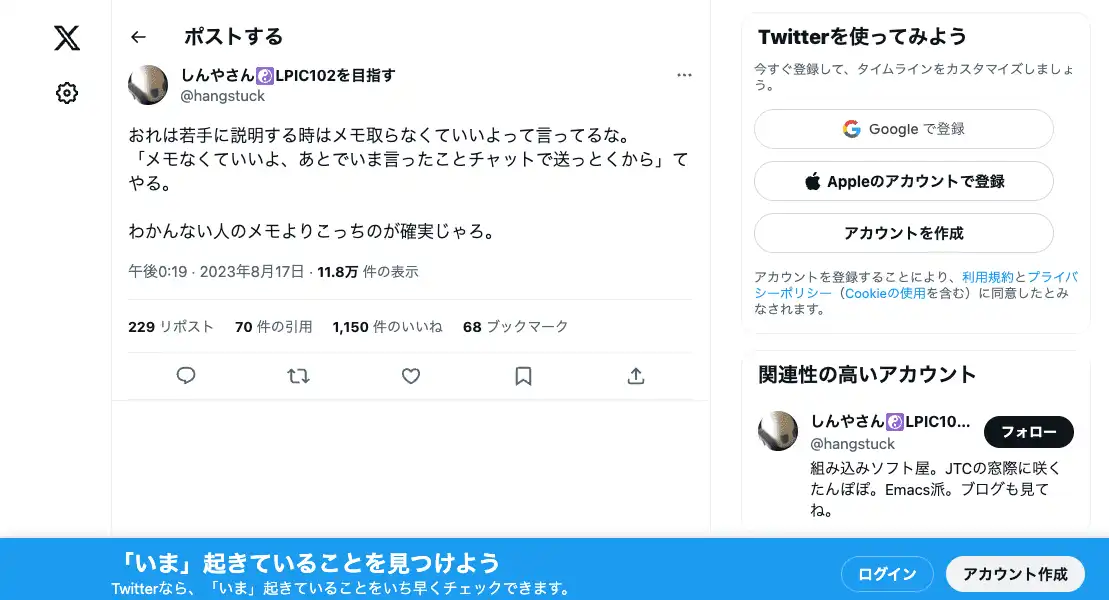 ポストする
しんやさん☯️LPIC102を目指す
@hangstuck
おれは若手に説明する時はメモ取らなくていいよって言ってるな。
「メモなくていいよ、あとでいま言ったことチャットで送っとくから」て
やる。
わかんない人のメモよりこっちのが確実じゃろ。
午後0:19 · 2023年8月17日 · 11.8万 件の表示
229 リポスト 70 件の引用 1,150 件のいいね 68 ブックマーク
Twitterを使ってみよう
今すぐ登録して、タイムラインをカスタマイズしましょ
う。
Google で登録
Appleのアカウントで登録
アカウントを作成
アカウントを登録することにより、利用規約とプライバ
シーポリシー（Cookieの使用を含む）に同意したとみ
なされます。
関連性の高いアカウント
しんやさん☯️LPIC10...
フォロー
@hangstuck
組み込みソフト屋。JTCの窓際に咲く
たんぽぽ。Emacs派。ブログも見て
ね。
「いま」起きていることを見つけよう
Twitterなら、「いま」起きていることをいち早くチェックできます。
ログイン
アカウント作成